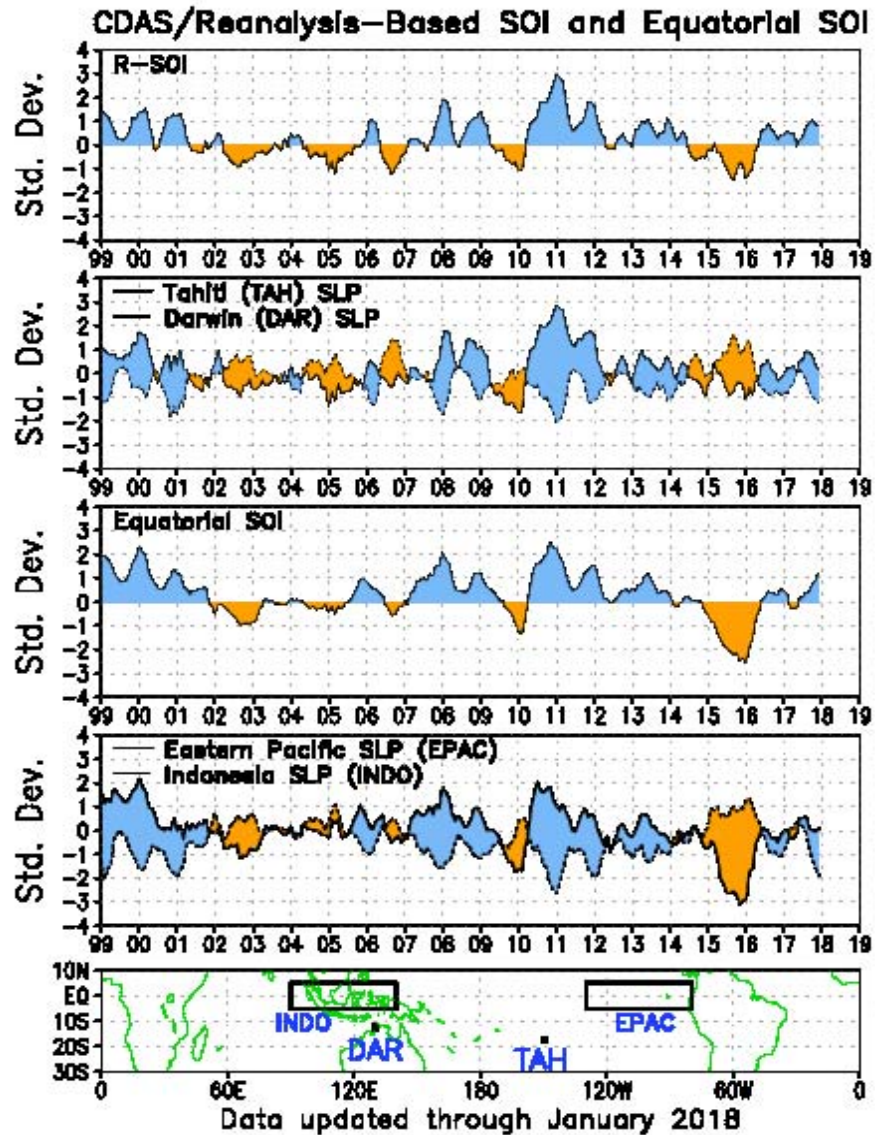 CDAS/Reanalysis-Based SOI and Equatorial SOI
R-SOI
Std. Dev.
4
3
2
1
0
-1
-2
-3
-4
99 00 01 02 03 04 05 06 07 08 09 10 11 12 13 14 15 16 17 18 19
Tahiti (TAH) SLP
Darwin (DAR) SLP
Std. Dev.
4
3
2
1
0
-1
-2
-3
-4
99 00 01 02 03 04 05 06 07 08 09 10 11 12 13 14 15 16 17 18 19
Equatorial SOI
Std. Dev.
4
3
2
1
0
-1
-2
-3
-4
99 00 01 02 03 04 05 06 07 08 09 10 11 12 13 14 15 16 17 18 19
Eastern Pacific SLP (EPAC)
Indonesia SLP (INDO)
Std. Dev.
4
3
2
1
0
-1
-2
-3
-4
99 00 01 02 03 04 05 06 07 08 09 10 11 12 13 14 15 16 17 18 19
10N
EQ
10S
20S
30S
INDO EPAC
DAR TAH
0 60E 120E 180 120W 60W 0
Data updated through January 2018